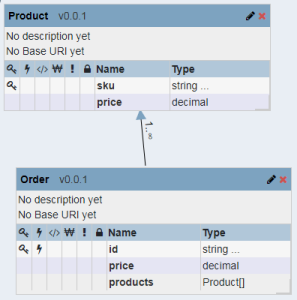 Product v0.0.1
No description yet
No Base URI yet
</> ₩ ! Name Type
sku string ...
price decimal
1..∞
Order v0.0.1
No description yet
No Base URI yet
</> ₩ ! Name Type
id string ...
price decimal
products Product[]